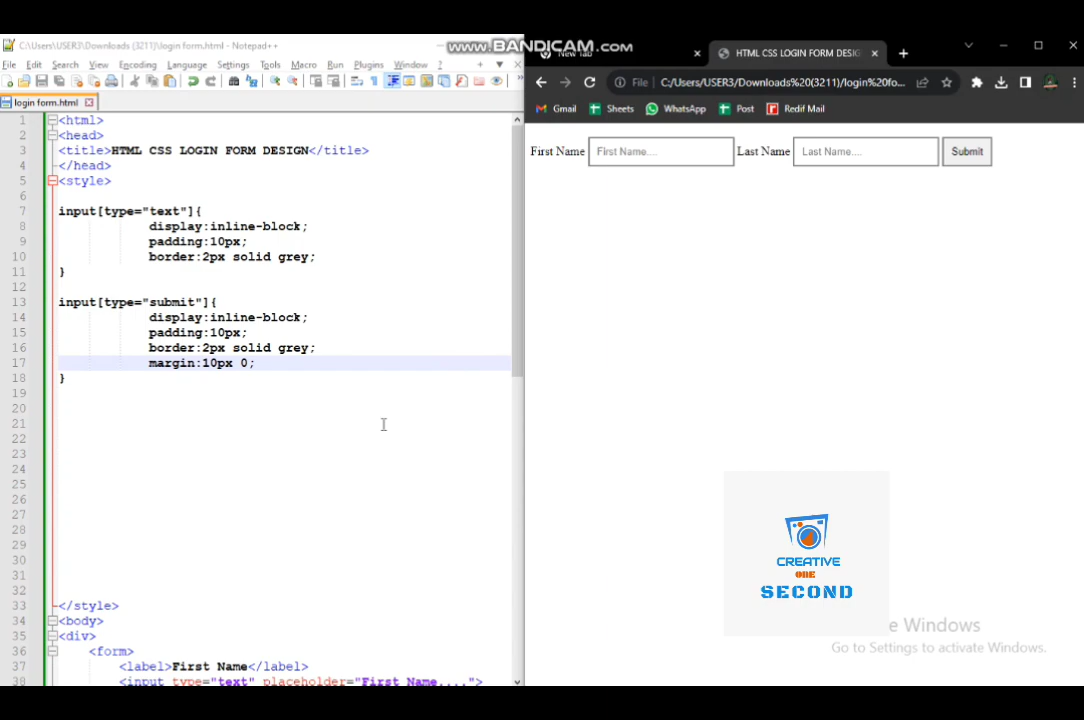 C:\Users\USER3\Downloads (3211)\login form.html - Notepad++
www.BANDICAM.com
File Edit Search View Encoding Language Settings Tools Macro Run Plugins Window ?
New Tab
HTML CSS LOGIN FORM DESIG
File C:/Users/USER3/Downloads%20(3211)/login%20fo...
Gmail Sheets WhatsApp Post Redif Mail
login form.html
1 <html>
2 <head>
3 <title>HTML CSS LOGIN FORM DESIGN</title>
4 </head>
5 <style>
6
7 input[type="text"]{
8 display:inline-block;
9 padding:10px;
10 border:2px solid grey;
11 }
12
13 input[type="submit"]{
14 display:inline-block;
15 padding:10px;
16 border:2px solid grey;
17 margin:10px 0;
18 }
19
20
21
22
23
24
25
26
27
28
29
30
31
32
33 </style>
34 <body>
35 <div>
36 <form>
37 <label>First Name</label>
38 <input type="text" placeholder="First Name....">
First Name First Name.... Last Name Last Name.... Submit
CREATIVE
ONE
SECOND
e Windows
Go to Settings to activate Windows.